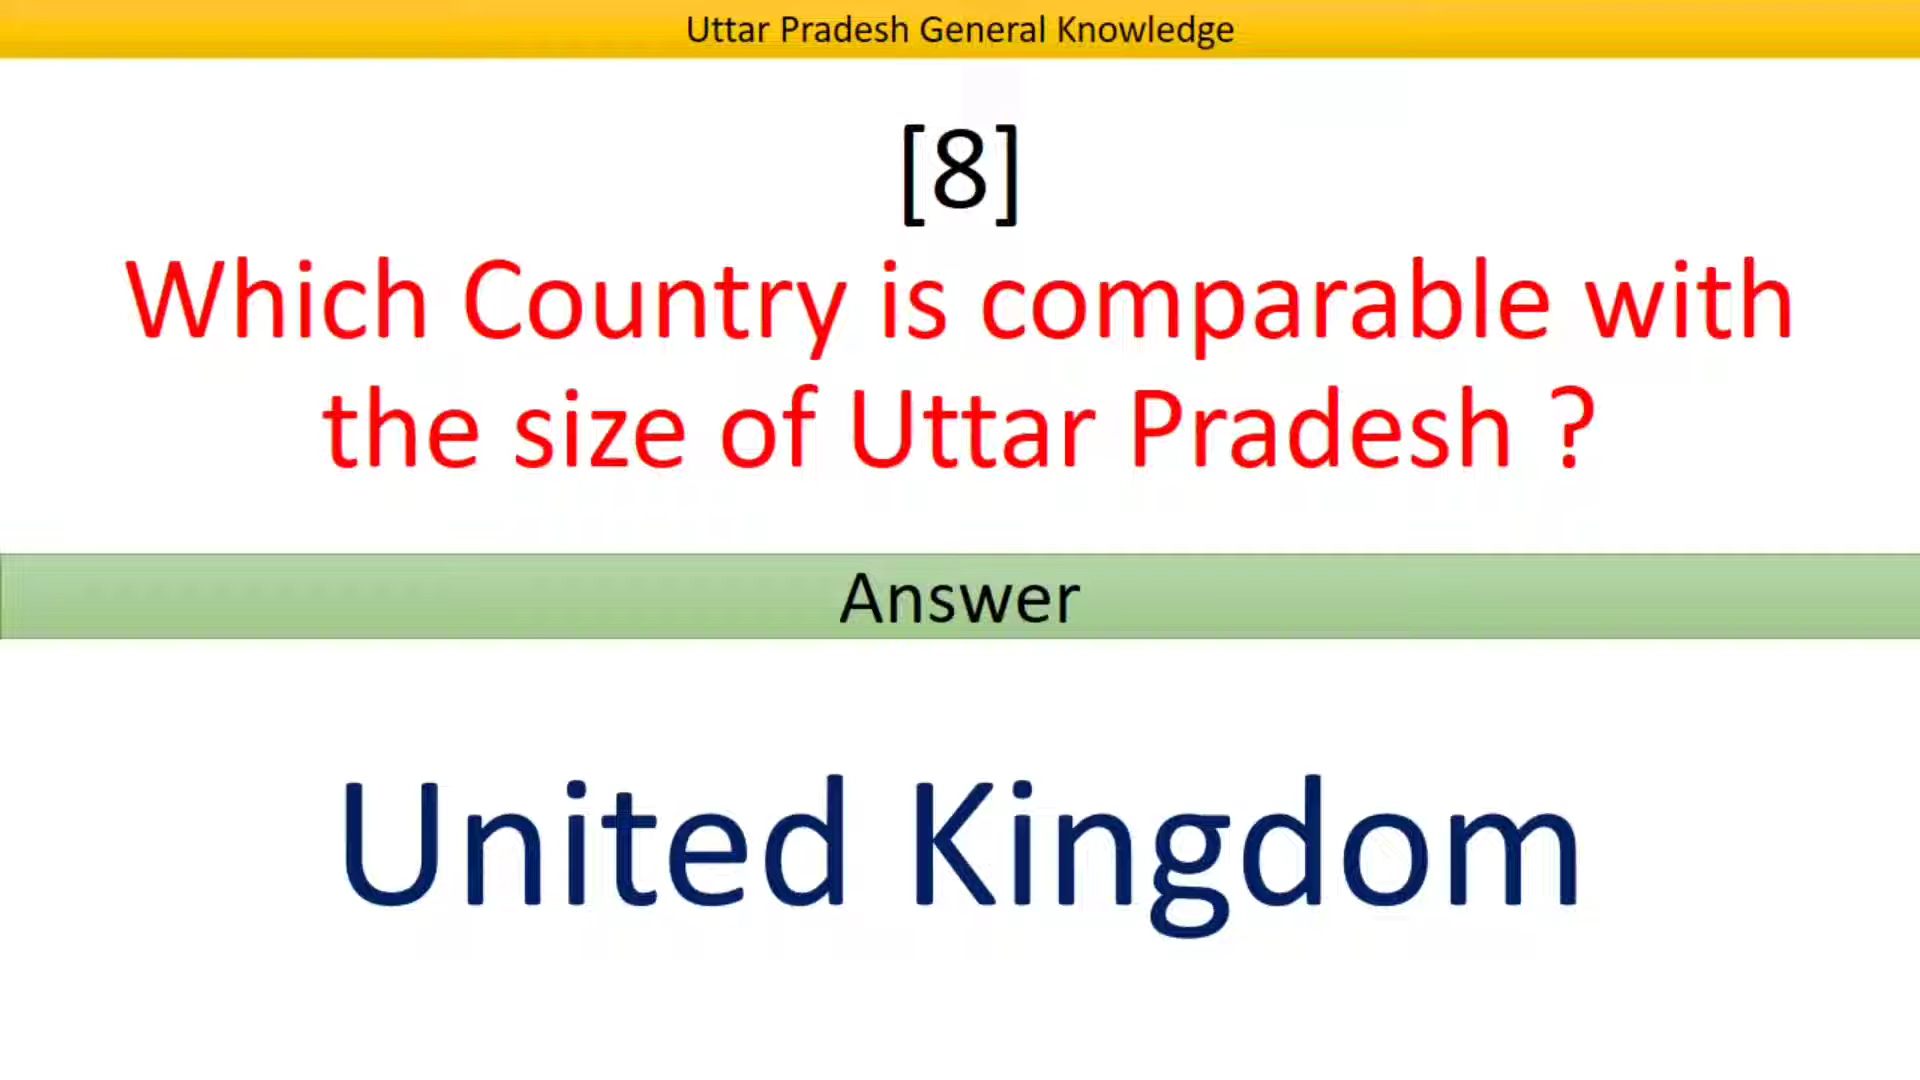 Uttar Pradesh General Knowledge
[8]
Which Country is comparable with
the size of Uttar Pradesh ?
Answer
United Kingdom